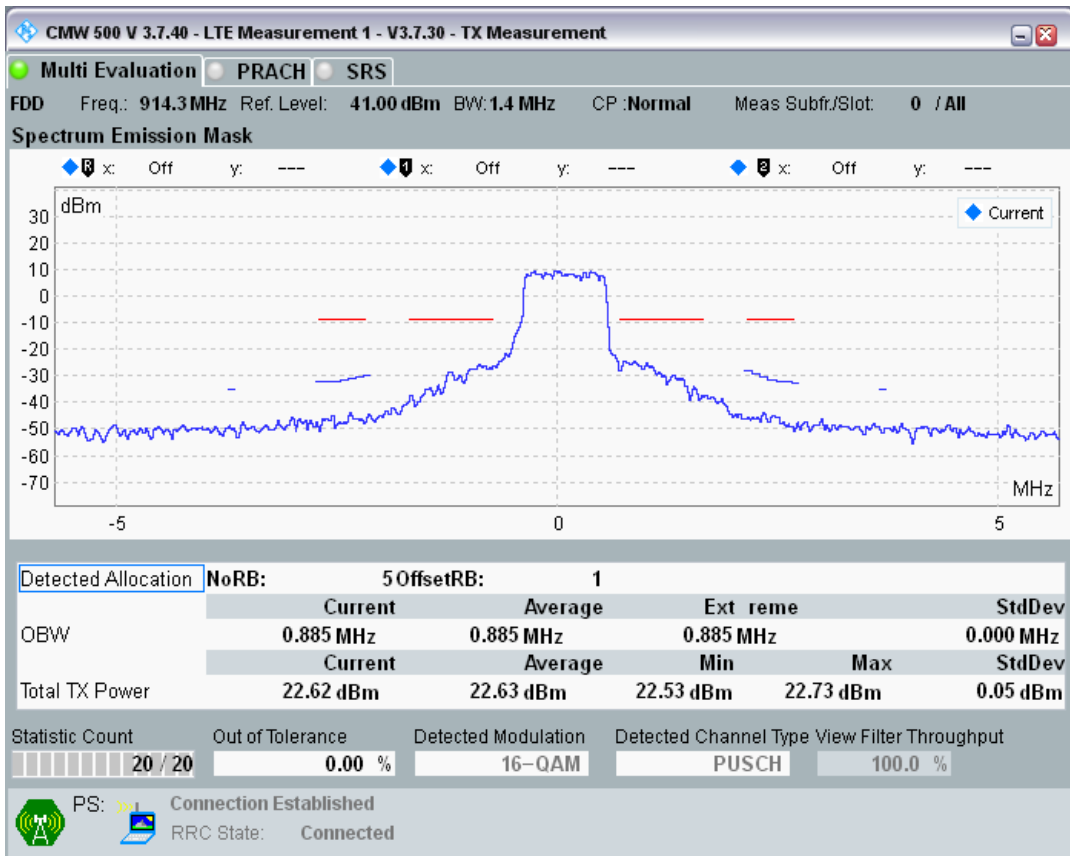 CMW 500 V 3.7.40 - LTE Measurement 1 - V3.7.30 - TX Measurement
Multi Evaluation PRACH SRS
FDD Freq.: 914.3 MHz Ref. Level: 41.00 dBm BW: 1.4 MHz CP :Normal Meas Subfr./Slot: 0 / All
Spectrum Emission Mask
R x: Off y: --- 1 x: Off y: --- 2 x: Off y: ---
dBm
Current
30
20
10
0
-10
-20
-30
-40
-50
-60
-70
MHz
-5 0 5
Detected Allocation NoRB: 5 OffsetRB: 1
Current Average Ext reme StdDev
OBW 0.885 MHz 0.885 MHz 0.885 MHz 0.000 MHz
Current Average Min Max StdDev
Total TX Power 22.62 dBm 22.63 dBm 22.53 dBm 22.73 dBm 0.05 dBm
Statistic Count Out of Tolerance Detected Modulation Detected Channel Type View Filter Throughput
20 / 20 0.00 % 16-QAM PUSCH 100.0 %
PS: Connection Established
RRC State: Connected